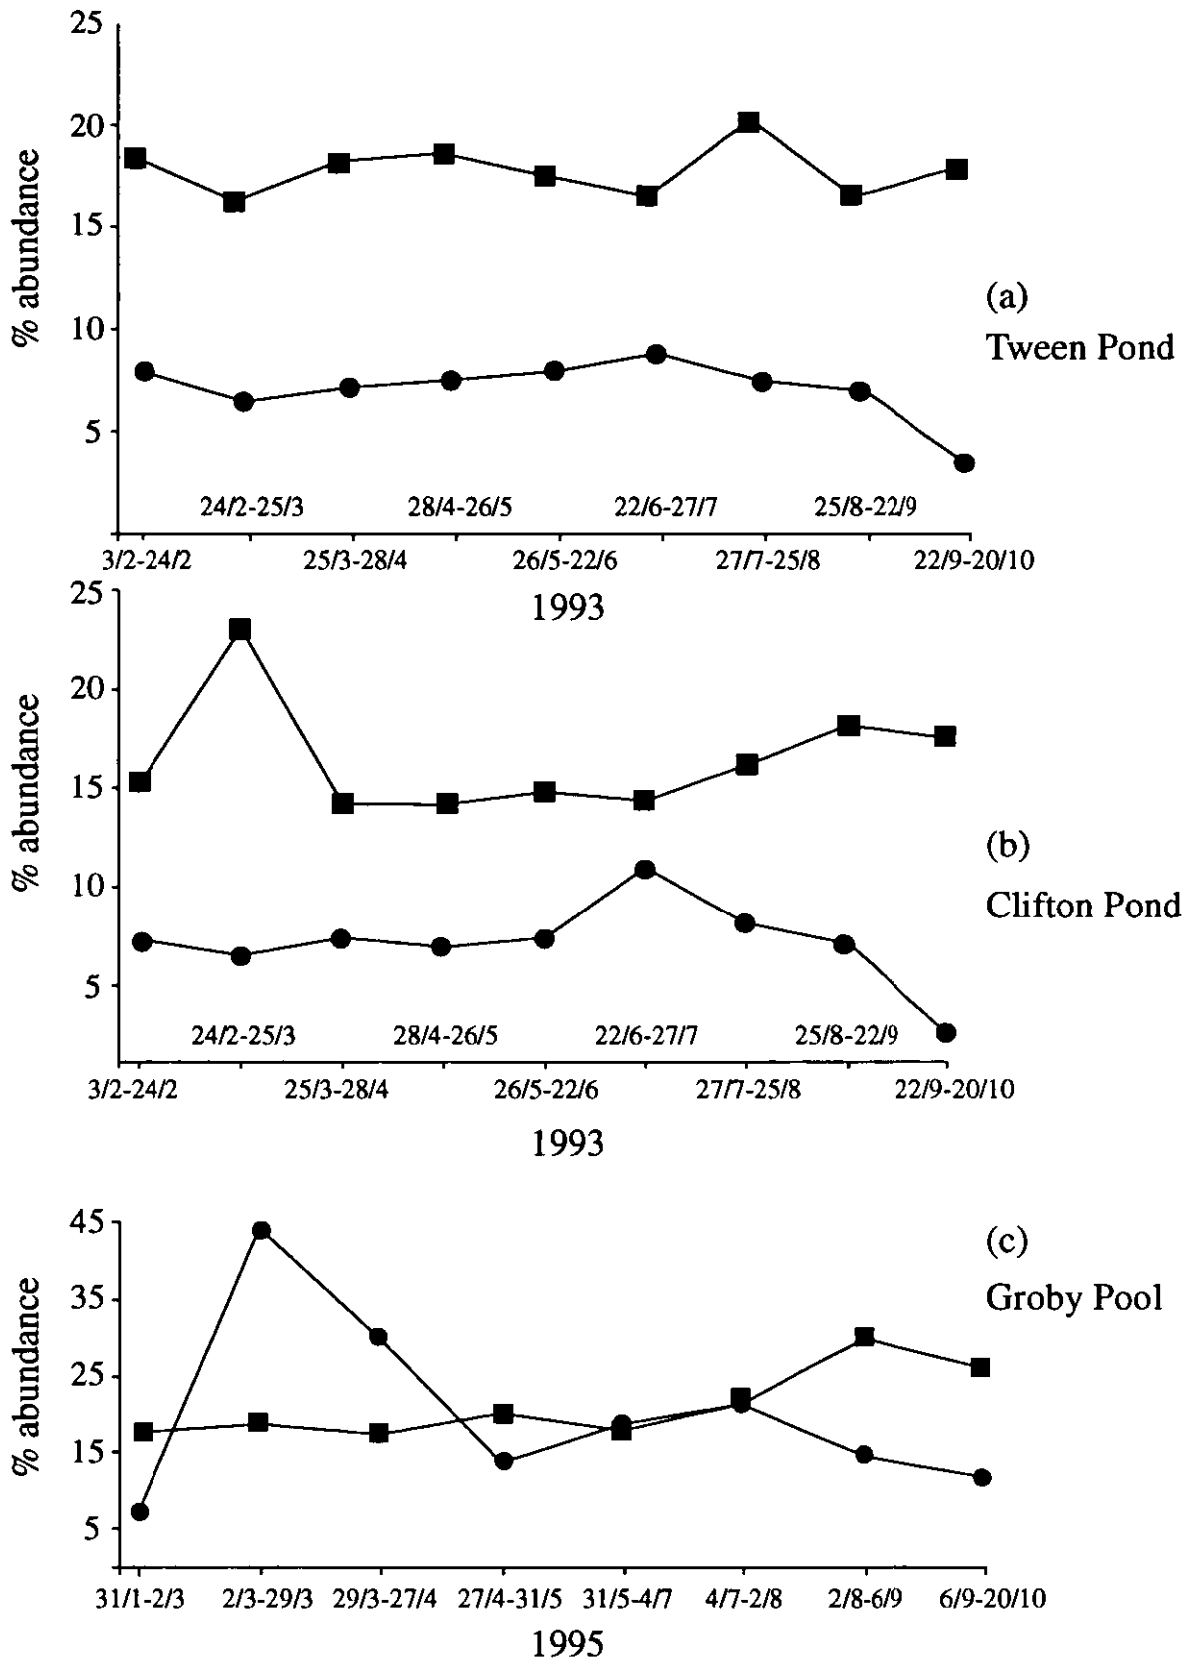 25
20
15
10
5
% abundance
(a)
Tween Pond
24/2-25/3 28/4-26/5 22/6-27/7 25/8-22/9
3/2-24/2 25/3-28/4 26/5-22/6 27/7-25/8 22/9-20/10
1993
25
20
15
10
5
% abundance
(b)
Clifton Pond
24/2-25/3 28/4-26/5 22/6-27/7 25/8-22/9
3/2-24/2 25/3-28/4 26/5-22/6 27/7-25/8 22/9-20/10
1993
45
35
25
15
5
% abundance
(c)
Groby Pool
31/1-2/3 2/3-29/3 29/3-27/4 27/4-31/5 31/5-4/7 4/7-2/8 2/8-6/9 6/9-20/10
1995